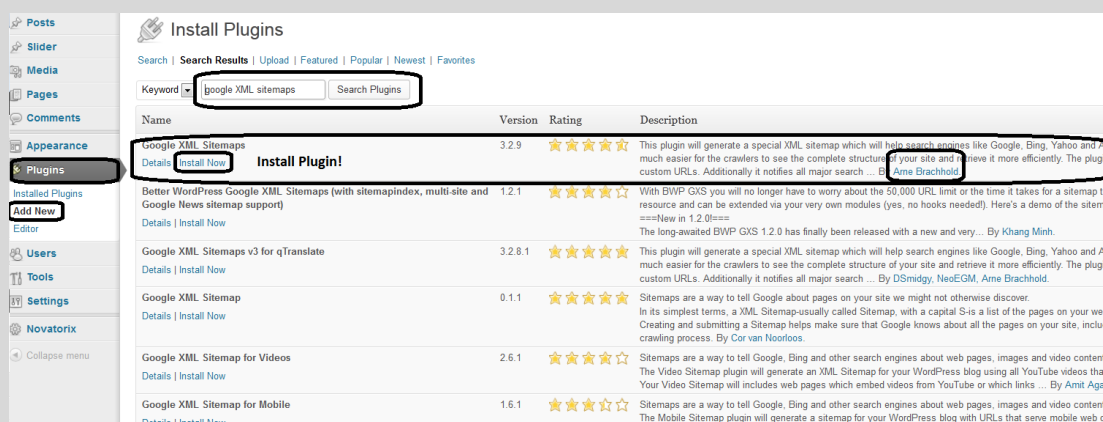 Posts
Slider
Media
Pages
Comments
Appearance
Plugins
Installed Plugins
Add New
Editor
Users
Tools
Settings
Novatorix
Collapse menu
Install Plugins
Search | Search Results | Upload | Featured | Popular | Newest | Favorites
Keyword google XML sitemaps Search Plugins
Name Version Rating Description
Google XML Sitemaps 3.2.9 This plugin will generate a special XML sitemap which will help search engines like Google, Bing, Yahoo and
Details | Install Now Install Plugin! much easier for the crawlers to see the complete structure of your site and retrieve it more efficiently. The
custom URLs. Additionally it notifies all major search ... By Arne Brachhold.
Better WordPress Google XML Sitemaps (with sitemapindex, multi-site and 1.2.1 With BWP GXS you will no longer have to worry about the 50,000 URL limit or the time it takes for a sitemap
Google News sitemap support) resource and can be extended via your very own modules (yes, no hooks needed!). Here's a demo of the
Details | Install Now ===New in 1.2.0!===
The long-awaited BWP GXS 1.2.0 has finally been released with a new and very... By Khang Minh.
Google XML Sitemaps v3 for qTranslate 3.2.8.1 This plugin will generate a special XML sitemap which will help search engines like Google, Bing, Yahoo and
Details | Install Now much easier for the crawlers to see the complete structure of your site and retrieve it more efficiently. The
custom URLs. Additionally it notifies all major search ... By DSmidgy, NeoEGM, Arne Brachhold.
Google XML Sitemap 0.1.1 Sitemaps are a way to tell Google about pages on your site we might not otherwise discover.
Details | Install Now In its simplest terms, a XML Sitemap-usually called Sitemap, with a capital S-is a list of the pages on your
Creating and submitting a Sitemap helps make sure that Google knows about all the pages on your site,
crawling process. By Cor van Noorloos.
Google XML Sitemap for Videos 2.6.1 Sitemaps are a way to tell Google, Bing and other search engines about web pages, images and video
Details | Install Now The Video Sitemap plugin will generate an XML Sitemap for your WordPress blog using all YouTube videos
Your Video Sitemap will includes web pages which embed videos from YouTube or which links ... By Amit
Google XML Sitemap for Mobile 1.6.1 Sitemaps are a way to tell Google, Bing and other search engines about web pages, images and video
Details | Install Now The Mobile Sitemap plugin will generate a sitemap for your WordPress blog with URLs that serve mobile web